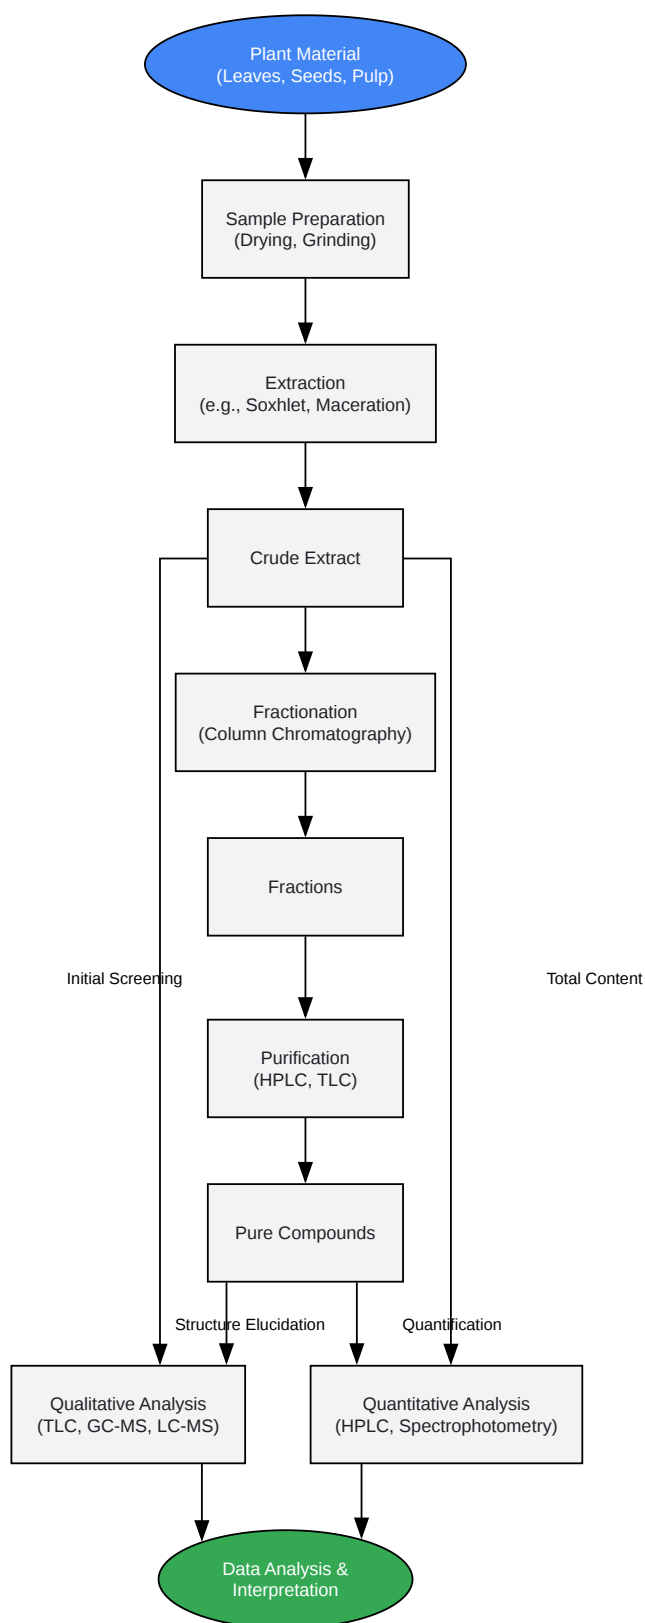 Plant Material
(Leaves, Seeds, Pulp)
Sample Preparation
(Drying, Grinding)
Extraction
(e.g., Soxhlet, Maceration)
Crude Extract
Fractionation
(Column Chromatography)
Fractions
Initial Screening
Total Content
Purification
(HPLC, TLC)
Pure Compounds
Structure Elucidation
Quantification
Qualitative Analysis
(TLC, GC-MS, LC-MS)
Quantitative Analysis
(HPLC, Spectrophotometry)
Data Analysis &
Interpretation